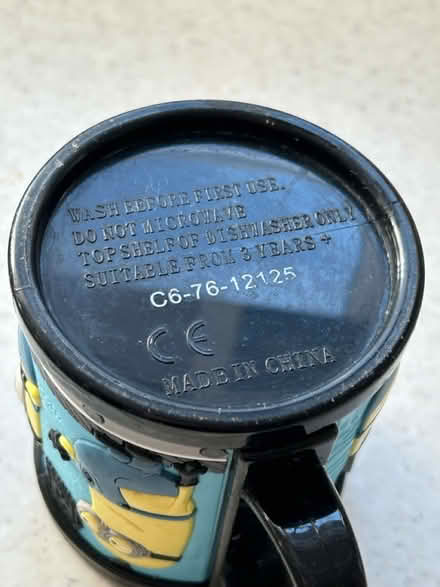 WASH BEFORE FIRST USE.
DO NOT MICROWAVE
TOP SHELF OF DISHWASHER ONLY
SUITABLE FROM 3 YEARS +
C6-76-12125
CE
MADE IN CHINA